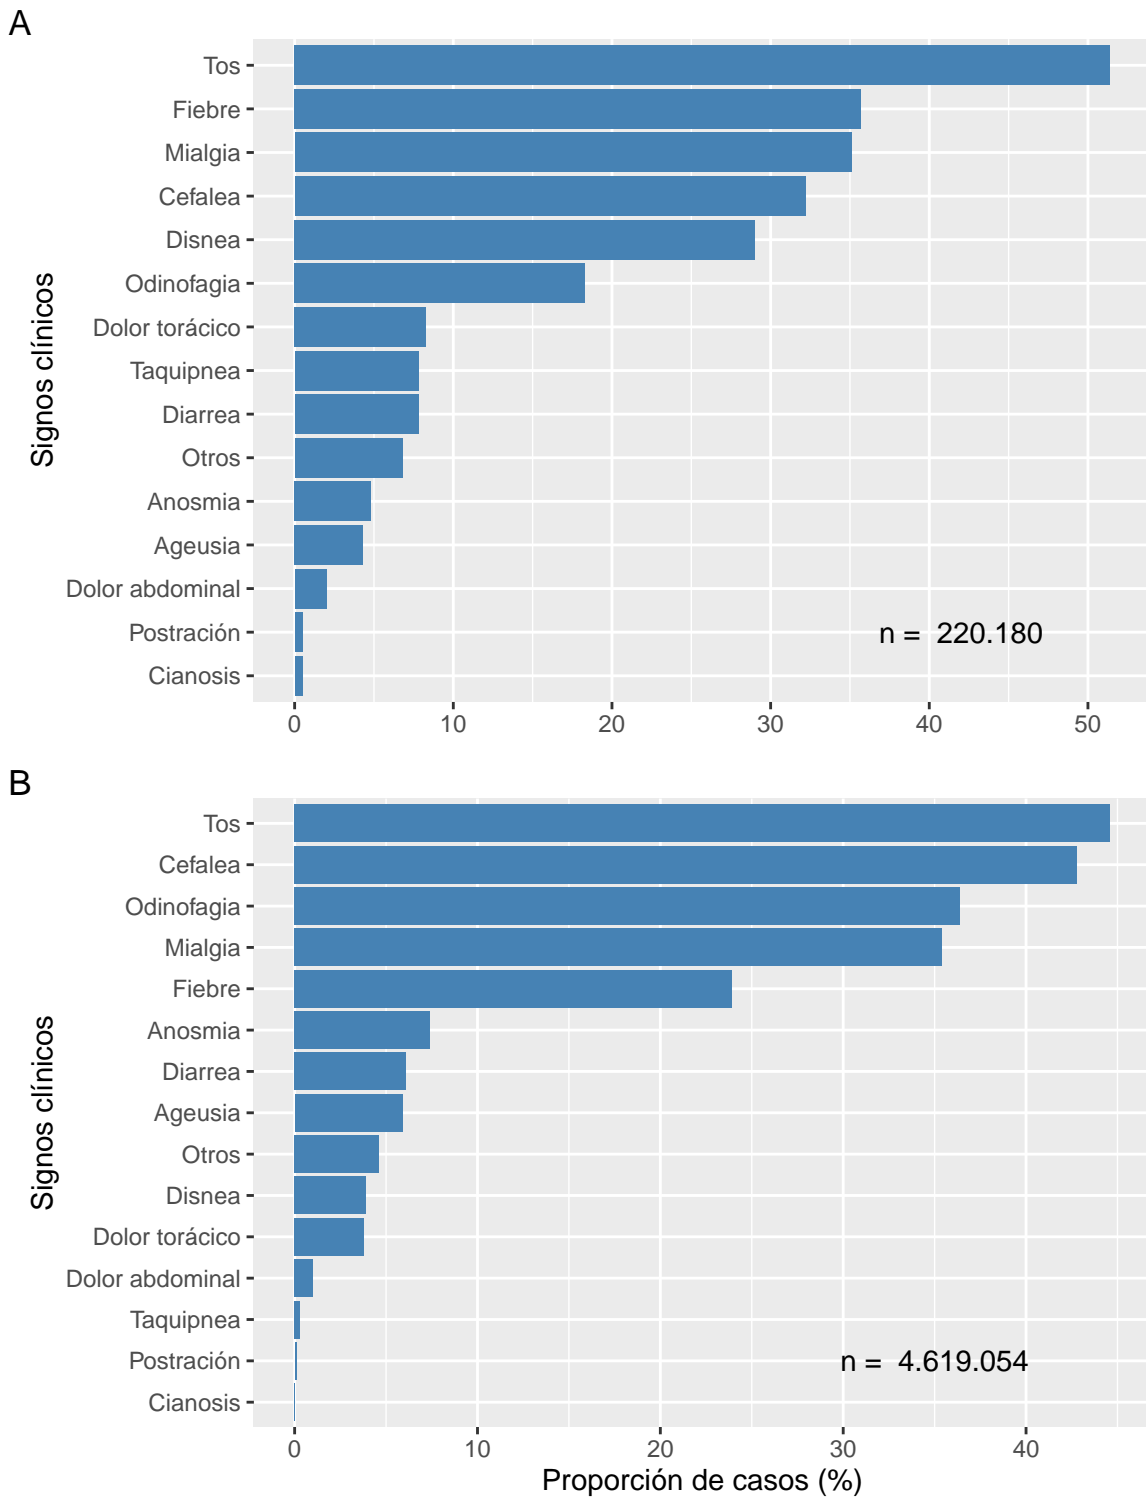 A
Tos
Fiebre
Mialgia
Cefalea
Disnea
Odinofagia
Dolor torácico
Taquipnea
Diarrea
Otros
Anosmia
Ageusia
Dolor abdominal
Postración
Cianosis
Signos clínicos
n = 220.180
0 10 20 30 40 50
B
Tos
Cefalea
Odinofagia
Mialgia
Fiebre
Anosmia
Diarrea
Ageusia
Otros
Disnea
Dolor torácico
Dolor abdominal
Taquipnea
Postración
Cianosis
Signos clínicos
n = 4.619.054
0 10 20 30 40
Proporción de casos (%)